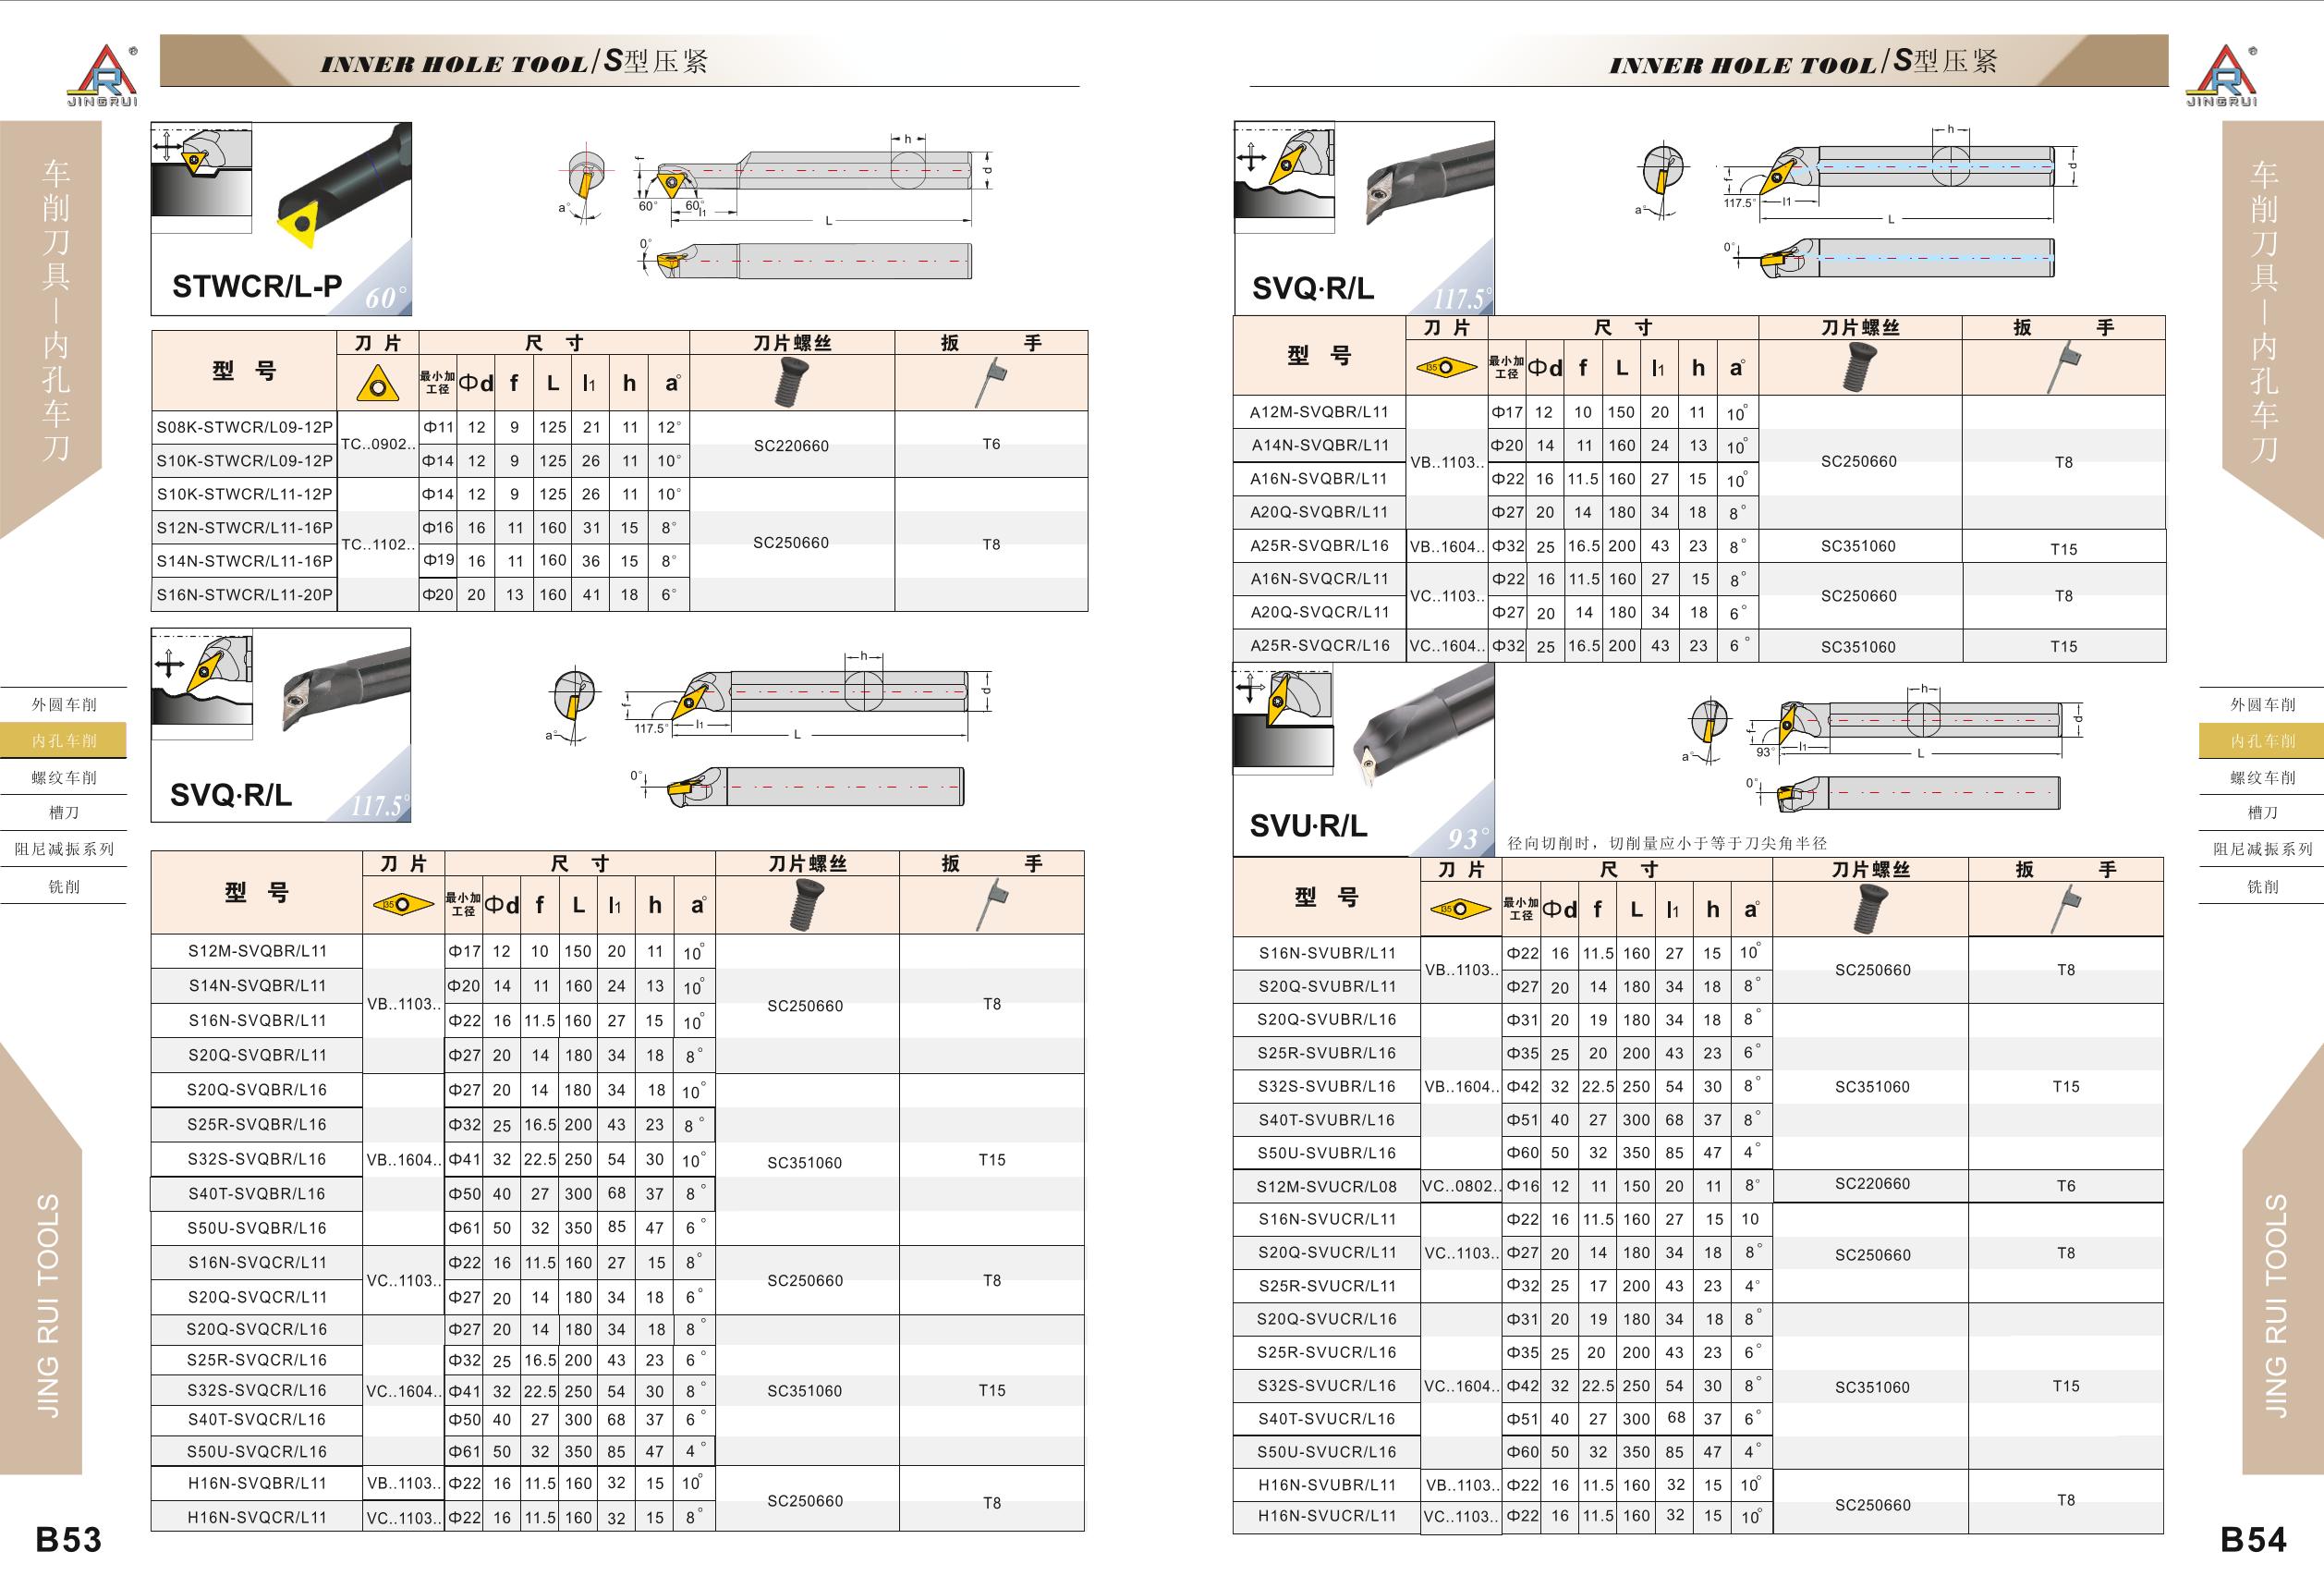 JINGRUI
INNER HOLE TOOL/S型压紧
车削刀具—内孔车刀
外圆车削
内孔车削
螺纹车削
槽刀
阻尼减振系列
铣削
JING RUI TOOLS
B53
STWCR/L-P
60°
h
f
d
a°
60° 60°
l1
L
0°
型 号 刀 片 尺 寸 刀片螺丝 扳 手
最小加工径 Φd f L l1 h a°
S08K-STWCR/L09-12P TC..0902.. Φ11 12 9 125 21 11 12° SC220660 T6
S10K-STWCR/L09-12P Φ14 12 9 125 26 11 10°
S10K-STWCR/L11-12P TC..1102.. Φ14 12 9 125 26 11 10° SC250660 T8
S12N-STWCR/L11-16P Φ16 16 11 160 31 15 8°
S14N-STWCR/L11-16P Φ19 16 11 160 36 15 8°
S16N-STWCR/L11-20P Φ20 20 13 160 41 18 6°
SVQ·R/L
117.5°
h
f
d
117.5°
l1
a°
L
0°
型 号 刀 片 尺 寸 刀片螺丝 扳 手
35° 最小加工径 Φd f L l1 h a°
S12M-SVQBR/L11 VB..1103.. Φ17 12 10 150 20 11 10° SC250660 T8
S14N-SVQBR/L11 Φ20 14 11 160 24 13 10°
S16N-SVQBR/L11 Φ22 16 11.5 160 27 15 10°
S20Q-SVQBR/L11 Φ27 20 14 180 34 18 8°
S20Q-SVQBR/L16 VB..1604.. Φ27 20 14 180 34 18 10° SC351060 T15
S25R-SVQBR/L16 Φ32 25 16.5 200 43 23 8°
S32S-SVQBR/L16 Φ41 32 22.5 250 54 30 10°
S40T-SVQBR/L16 Φ50 40 27 300 68 37 8°
S50U-SVQBR/L16 Φ61 50 32 350 85 47 6°
S16N-SVQCR/L11 VC..1103.. Φ22 16 11.5 160 27 15 8° SC250660 T8
S20Q-SVQCR/L11 Φ27 20 14 180 34 18 6°
S20Q-SVQCR/L16 VC..1604.. Φ27 20 14 180 34 18 8° SC351060 T15
S25R-SVQCR/L16 Φ32 25 16.5 200 43 23 6°
S32S-SVQCR/L16 Φ41 32 22.5 250 54 30 8°
S40T-SVQCR/L16 Φ50 40 27 300 68 37 6°
S50U-SVQCR/L16 Φ61 50 32 350 85 47 4°
H16N-SVQBR/L11 VB..1103.. Φ22 16 11.5 160 32 15 10° SC250660 T8
H16N-SVQCR/L11 VC..1103.. Φ22 16 11.5 160 32 15 8°
INNER HOLE TOOL/S型压紧
JINGRUI
SVQ·R/L
117.5°
h
f
d
117.5°
l1
a°
L
0°
型 号 刀 片 尺 寸 刀片螺丝 扳 手
35° 最小加工径 Φd f L l1 h a°
A12M-SVQBR/L11 VB..1103.. Φ17 12 10 150 20 11 10° SC250660 T8
A14N-SVQBR/L11 Φ20 14 11 160 24 13 10°
A16N-SVQBR/L11 Φ22 16 11.5 160 27 15 10°
A20Q-SVQBR/L11 Φ27 20 14 180 34 18 8°
A25R-SVQBR/L16 VB..1604.. Φ32 25 16.5 200 43 23 8° SC351060 T15
A16N-SVQCR/L11 VC..1103.. Φ22 16 11.5 160 27 15 8° SC250660 T8
A20Q-SVQCR/L11 Φ27 20 14 180 34 18 6°
A25R-SVQCR/L16 VC..1604.. Φ32 25 16.5 200 43 23 6° SC351060 T15
SVU·R/L
93°
h
f
d
93°
l1
a°
L
0°
径向切削时，切削量应小于等于刀尖角半径
型 号 刀 片 尺 寸 刀片螺丝 扳 手
35° 最小加工径 Φd f L l1 h a°
S16N-SVUBR/L11 VB..1103.. Φ22 16 11.5 160 27 15 10° SC250660 T8
S20Q-SVUBR/L11 Φ27 20 14 180 34 18 8°
S20Q-SVUBR/L16 VB..1604.. Φ31 20 19 180 34 18 8° SC351060 T15
S25R-SVUBR/L16 Φ35 25 20 200 43 23 6°
S32S-SVUBR/L16 Φ42 32 22.5 250 54 30 8°
S40T-SVUBR/L16 Φ51 40 27 300 68 37 8°
S50U-SVUBR/L16 Φ60 50 32 350 85 47 4°
S12M-SVUCR/L08 VC..0802.. Φ16 12 11 150 20 11 8° SC220660 T6
S16N-SVUCR/L11 VC..1103.. Φ22 16 11.5 160 27 15 10 SC250660 T8
S20Q-SVUCR/L11 Φ27 20 14 180 34 18 8°
S25R-SVUCR/L11 Φ32 25 17 200 43 23 4°
S20Q-SVUCR/L16 VC..1604.. Φ31 20 19 180 34 18 8° SC351060 T15
S25R-SVUCR/L16 Φ35 25 20 200 43 23 6°
S32S-SVUCR/L16 Φ42 32 22.5 250 54 30 8°
S40T-SVUCR/L16 Φ51 40 27 300 68 37 6°
S50U-SVUCR/L16 Φ60 50 32 350 85 47 4°
H16N-SVUBR/L11 VB..1103.. Φ22 16 11.5 160 32 15 10° SC250660 T8
H16N-SVUCR/L11 VC..1103.. Φ22 16 11.5 160 32 15 10°
车削刀具—内孔车刀
外圆车削
内孔车削
螺纹车削
槽刀
阻尼减振系列
铣削
JING RUI TOOLS
B54